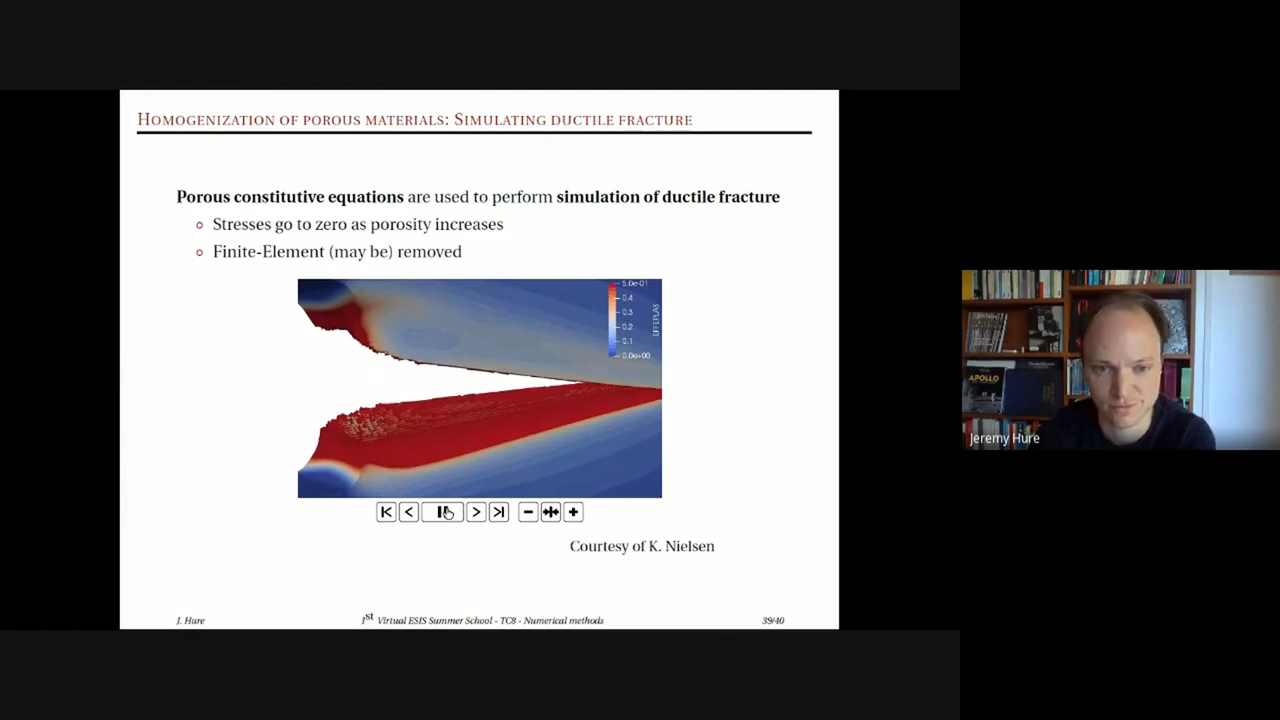 HOMOGENIZATION OF POROUS MATERIALS: SIMULATING DUCTILE FRACTURE
Porous constitutive equations are used to perform simulation of ductile fracture
Stresses go to zero as porosity increases
Finite-Element (may be) removed
5.0e-01
0.4
0.3
0.2
0.1
0.0e+00
EFFEPLAS
Courtesy of K. Nielsen
J. Hure
1st Virtual ESIS Summer School - TC8 - Numerical methods
39/40
APOLLO
Jeremy Hure